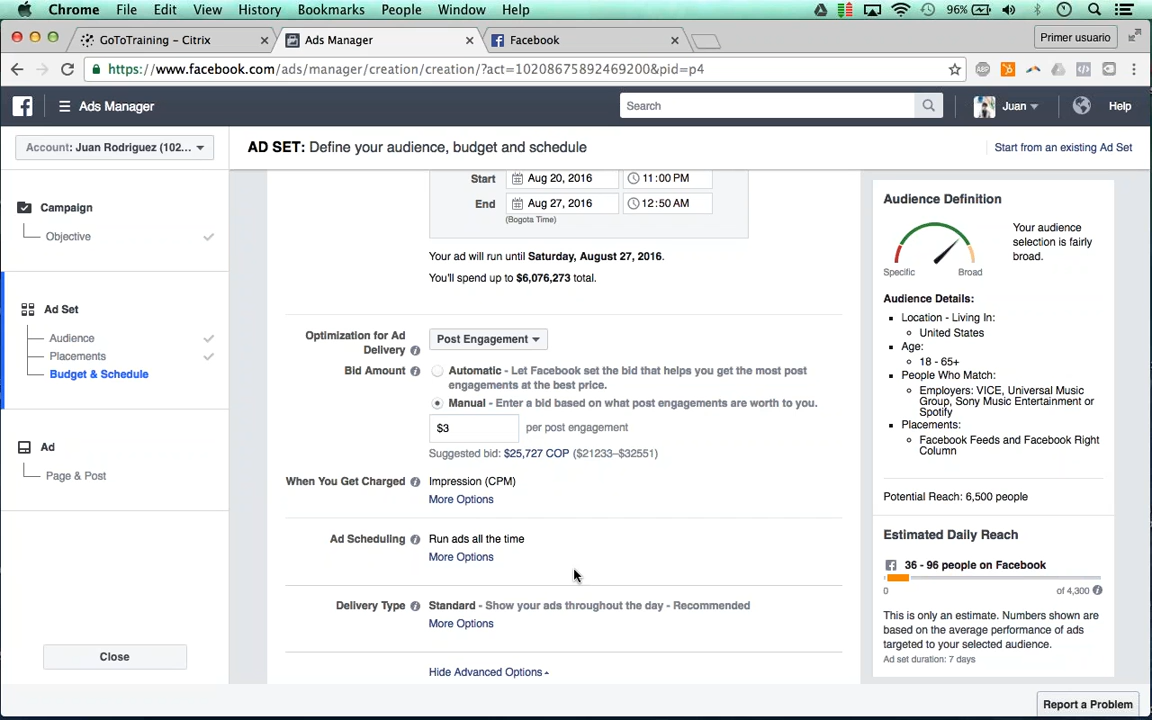 Chrome File Edit View History Bookmarks People Window Help 96%
GoToTraining - Citrix Ads Manager Facebook Primer usuario
https://www.facebook.com/ads/manager/creation/creation/?act=10208675892469200&pid=p4 ABP
Ads Manager Search Juan Help
Account: Juan Rodriguez (102... AD SET: Define your audience, budget and schedule Start from an existing Ad Set
Campaign
Objective
Ad Set
Audience
Placements
Budget & Schedule
Ad
Page & Post
Close
Start Aug 20, 2016 11:00 PM
End Aug 27, 2016 12:50 AM
(Bogota Time)
Your ad will run until Saturday, August 27, 2016.
You'll spend up to $6,076,273 total.
Optimization for Ad
Delivery Post Engagement
Bid Amount Automatic - Let Facebook set the bid that helps you get the most post
engagements at the best price.
Manual - Enter a bid based on what post engagements are worth to you.
$3 per post engagement
Suggested bid: $25,727 COP ($21233–$32551)
When You Get Charged Impression (CPM)
More Options
Ad Scheduling Run ads all the time
More Options
Delivery Type Standard - Show your ads throughout the day - Recommended
More Options
Hide Advanced Options
Audience Definition
Your audience
selection is fairly
broad.
Specific Broad
Audience Details:
Location - Living In:
United States
Age:
18 - 65+
People Who Match:
Employers: VICE, Universal Music
Group, Sony Music Entertainment or
Spotify
Placements:
Facebook Feeds and Facebook Right
Column
Potential Reach: 6,500 people
Estimated Daily Reach
36 - 96 people on Facebook
0 of 4,300
This is only an estimate. Numbers shown are
based on the average performance of ads
targeted to your selected audience.
Ad set duration: 7 days
Report a Problem